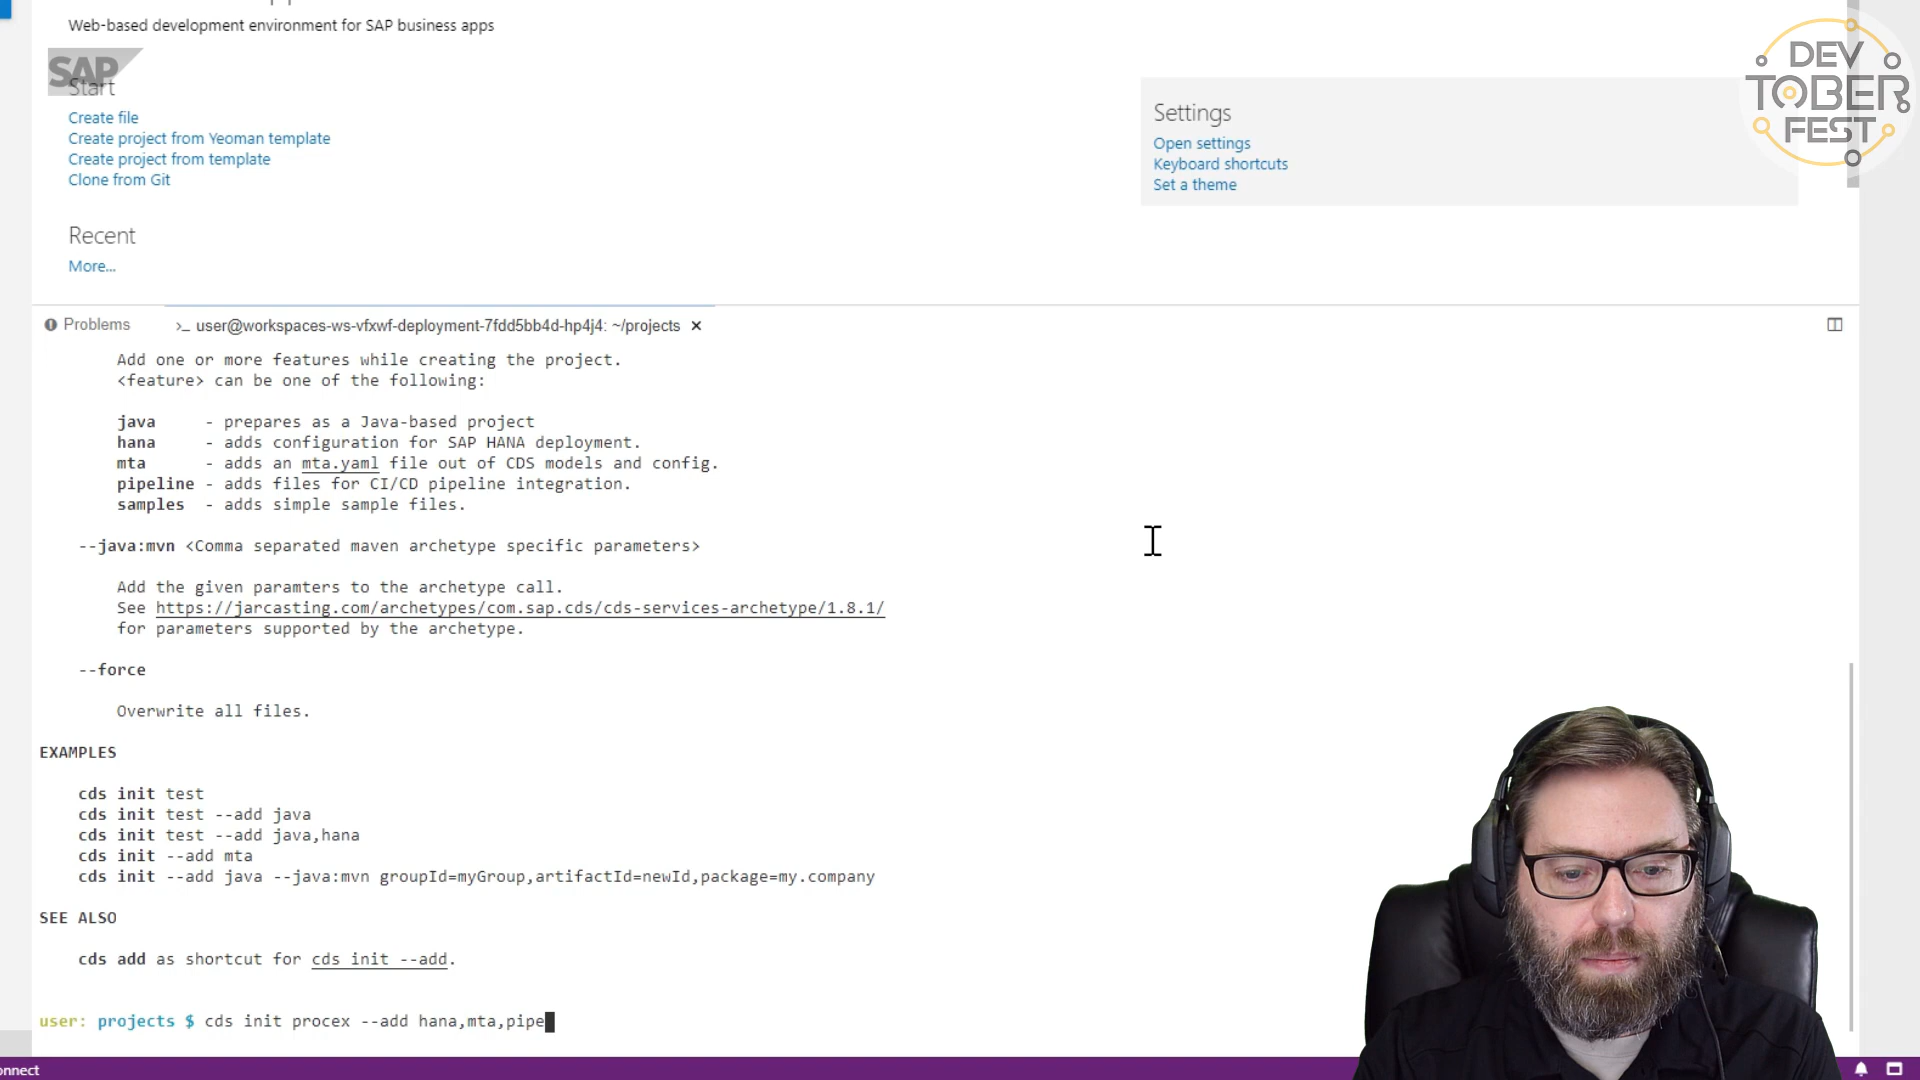 Web-based development environment for SAP business apps
SAP
Start
Create file
Create project from Yeoman template
Create project from template
Clone from Git
Recent
More...
Settings
Open settings
Keyboard shortcuts
Set a theme
DEV
TOBER
FEST
Problems
>_ user@workspaces-ws-vfxwf-deployment-7fdd5bb4d-hp4j4: ~/projects ×
Add one or more features while creating the project.
<feature> can be one of the following:
java - prepares as a Java-based project
hana - adds configuration for SAP HANA deployment.
mta - adds an mta.yaml file out of CDS models and config.
pipeline - adds files for CI/CD pipeline integration.
samples - adds simple sample files.
--java:mvn <Comma separated maven archetype specific parameters>
Add the given paramters to the archetype call.
See https://jarcasting.com/archetypes/com.sap.cds/cds-services-archetype/1.8.1/
for parameters supported by the archetype.
--force
Overwrite all files.
EXAMPLES
cds init test
cds init test --add java
cds init test --add java,hana
cds init --add mta
cds init --add java --java:mvn groupId=myGroup,artifactId=newId,package=my.company
SEE ALSO
cds add as shortcut for cds init --add.
user: projects $ cds init procex --add hana,mta,pipe
onnect